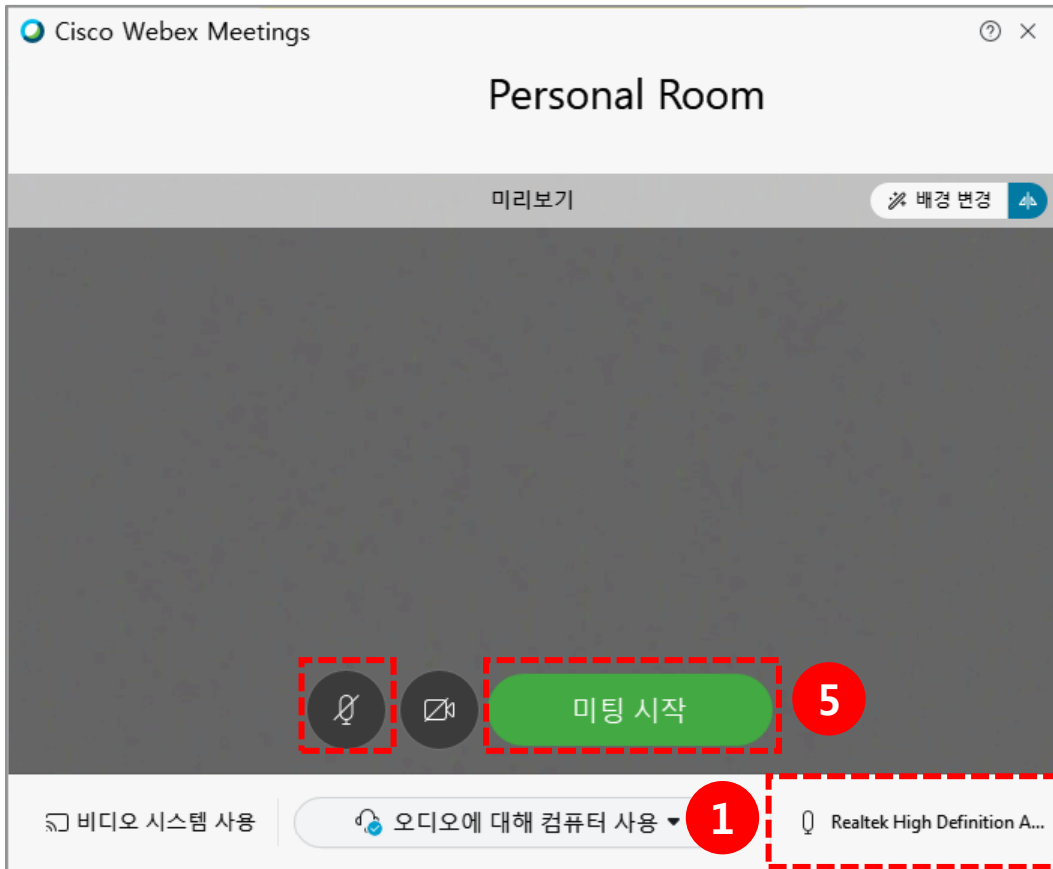 Cisco Webex Meetings
Personal Room
미리보기
배경 변경
미팅 시작
5
비디오 시스템 사용
오디오에 대해 컴퓨터 사용
1
Realtek High Definition A...